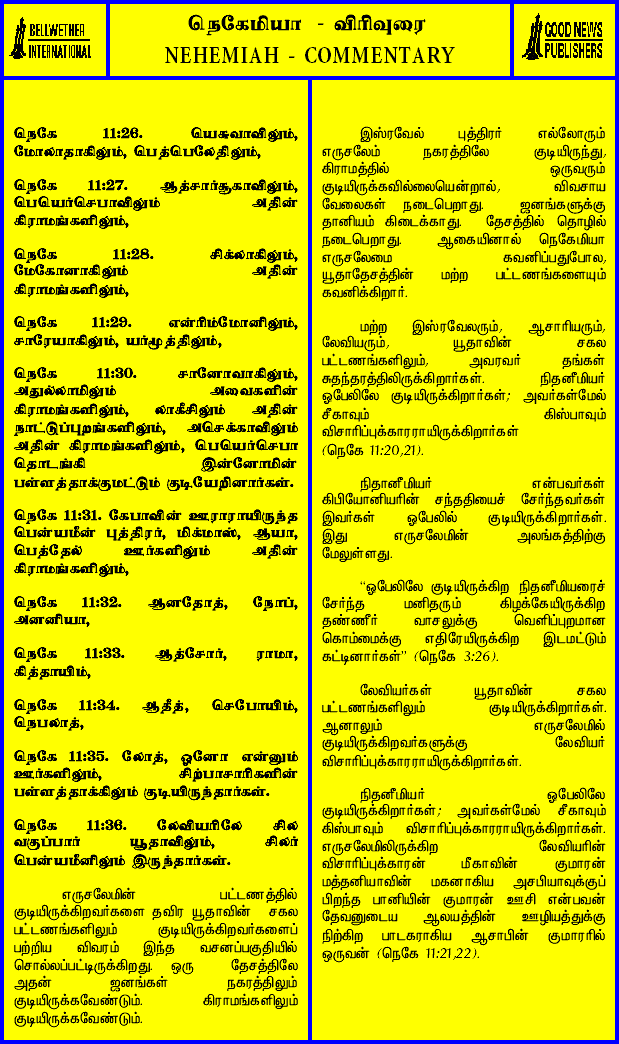 BELLWETHER
INTERNATIONAL
நெகேமியா - விரிவுரை
NEHEMIAH - COMMENTARY
GOOD NEWS
PUBLISHERS
நெகே 11:26. யெசுவாவிலும்,
மோலாதாகிலும், பெத்பெலேதிலும்,
நெகே 11:27. ஆத்சார்சூகாவிலும்,
பெயெர்செபாவிலும் அதின்
கிராமங்களிலும்,
நெகே 11:28. சிக்லாகிலும்,
மேகோனாகிலும் அதின்
கிராமங்களிலும்,
நெகே 11:29. என்ரிம்மோனிலும்,
சாரேயாகிலும், யர்மூத்திலும்,
நெகே 11:30. சானோவாகிலும்,
அதுல்லாமிலும் அவைகளின்
கிராமங்களிலும், லாகீசிலும் அதின்
நாட்டுப்புறங்களிலும், அசெக்காவிலும்
அதின் கிராமங்களிலும், பெயெர்செபா
தொடங்கி இன்னோமின்
பள்ளத்தாக்குமட்டும் குடியேறினார்கள்.
நெகே 11:31. கேபாவின் ஊராராயிருந்த
பென்யமீன் புத்திரர், மிக்மாஸ், ஆயா,
பெத்தேல் ஊர்களிலும் அதின்
கிராமங்களிலும்,
நெகே 11:32. ஆனதோத், நோப்,
அனனியா,
நெகே 11:33. ஆத்சோர், ராமா,
கித்தாயிம்,
நெகே 11:34. ஆதீத், செபோயிம்,
நெபலாத்,
நெகே 11:35. லோத், ஓனோ என்னும்
ஊர்களிலும், சிற்பாசாரிகளின்
பள்ளத்தாக்கிலும் குடியிருந்தார்கள்.
நெகே 11:36. லேவியரிலே சில
வகுப்பார் யூதாவிலும், சிலர்
பென்யமீனிலும் இருந்தார்கள்.
எருசலேமின் பட்டணத்தில்
குடியிருக்கிறவர்களை தவிர யூதாவின் சகல
பட்டணங்களிலும் குடியிருக்கிறவர்களைப்
பற்றிய விவரம் இந்த வசனப்பகுதியில்
சொல்லப்பட்டிருக்கிறது. ஒரு தேசத்திலே
அதன் ஜனங்கள் நகரத்திலும்
குடியிருக்கவேண்டும். கிராமங்களிலும்
குடியிருக்கவேண்டும்.
இஸ்ரவேல் புத்திரர் எல்லோரும்
எருசலேம் நகரத்திலே குடியிருந்து,
கிராமத்தில் ஒருவரும்
குடியிருக்கவில்லையென்றால், விவசாய
வேலைகள் நடைபெறாது. ஜனங்களுக்கு
தானியம் கிடைக்காது. தேசத்தில் தொழில்
நடைபெறாது. ஆகையினால் நெகேமியா
எருசலேமை கவனிப்பதுபோல,
யூதாதேசத்தின் மற்ற பட்டணங்களையும்
கவனிக்கிறார்.
மற்ற இஸ்ரவேலரும், ஆசாரியரும்,
லேவியரும், யூதாவின் சகல
பட்டணங்களிலும், அவரவர் தங்கள்
சுதந்தரத்திலிருக்கிறார்கள். நிதனீமியர்
ஓபேலிலே குடியிருக்கிறார்கள்; அவர்கள்மேல்
சீகாவும் கிஸ்பாவும்
விசாரிப்புக்காரராயிருக்கிறார்கள்
(நெகே 11:20,21).
நிதானீமியர் என்பவர்கள்
கிபியோனியரின் சந்ததியைச் சேர்ந்தவர்கள்
இவர்கள் ஒபேலில் குடியிருக்கிறார்கள்.
இது எருசலேமின் அலங்கத்திற்கு
மேலுள்ளது.
“ஓபேலிலே குடியிருக்கிற நிதனீமியரைச்
சேர்ந்த மனிதரும் கிழக்கேயிருக்கிற
தண்ணீர் வாசலுக்கு வெளிப்புறமான
கொம்மைக்கு எதிரேயிருக்கிற இடமட்டும்
கட்டினார்கள்” (நெகே 3:26).
லேவியர்கள் யூதாவின் சகல
பட்டணங்களிலும் குடியிருக்கிறார்கள்.
ஆனாலும் எருசலேமில்
குடியிருக்கிறவர்களுக்கு லேவியர்
விசாரிப்புக்காரராயிருக்கிறார்கள்.
நிதனீமியர் ஓபேலிலே
குடியிருக்கிறார்கள்; அவர்கள்மேல் சீகாவும்
கிஸ்பாவும் விசாரிப்புக்காரராயிருக்கிறார்கள்.
எருசலேமிலிருக்கிற லேவியரின்
விசாரிப்புக்காரன் மீகாவின் குமாரன்
மத்தனியாவின் மகனாகிய அசபியாவுக்குப்
பிறந்த பானியின் குமாரன் ஊசி என்பவன்
தேவனுடைய ஆலயத்தின் ஊழியத்துக்கு
நிற்கிற பாடகராகிய ஆசாபின் குமாரரில்
ஒருவன் (நெகே 11:21,22).